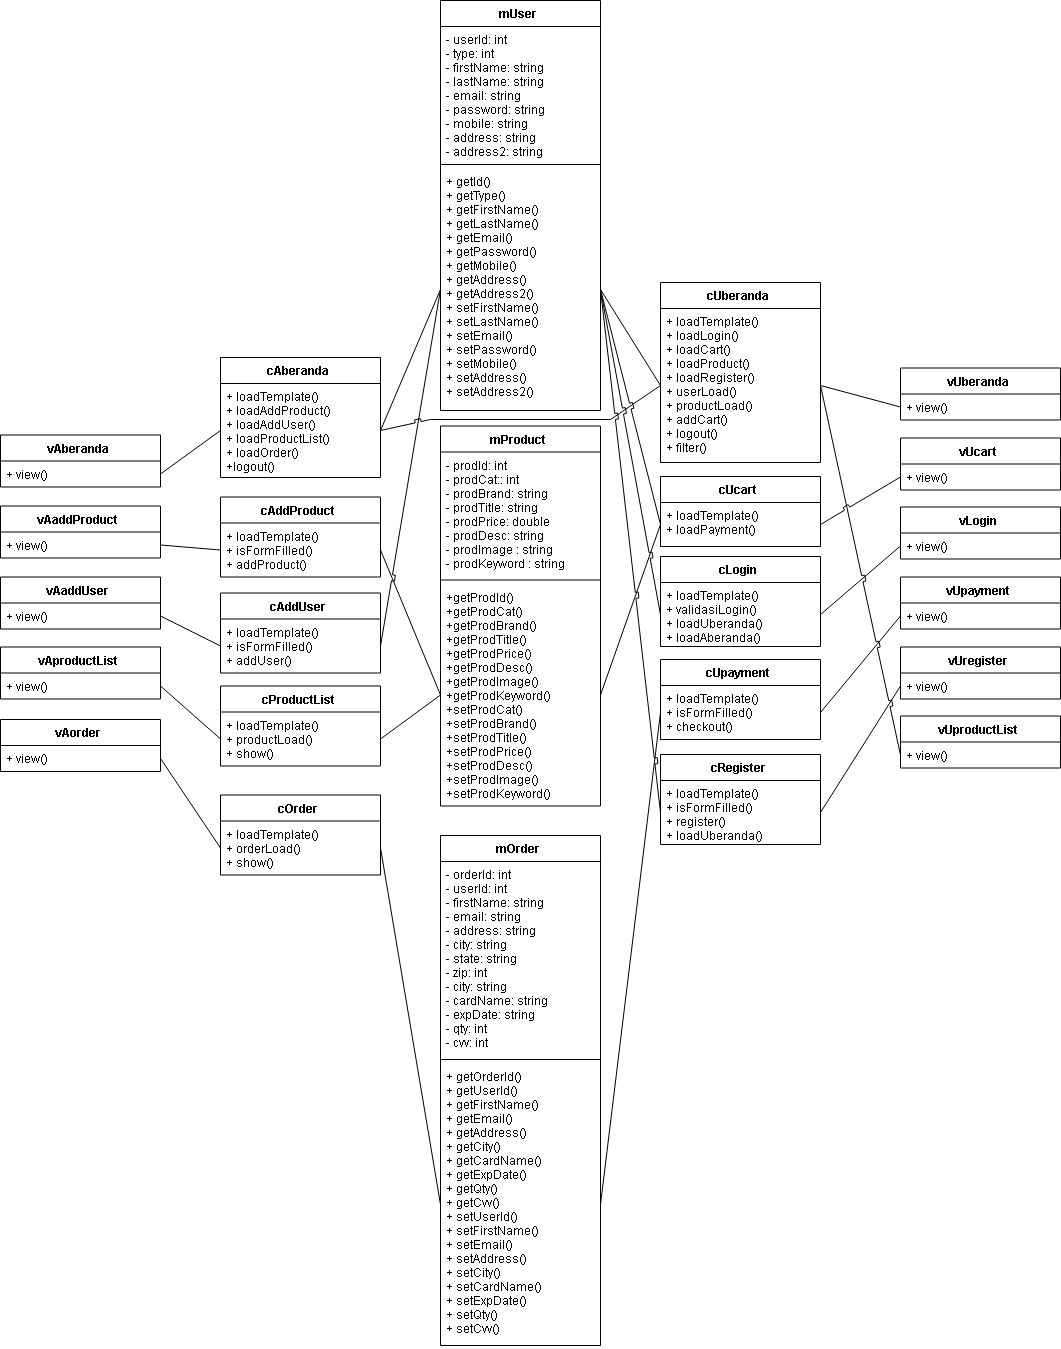 mUser
- userId: int
- type: int
- firstName: string
- lastName: string
- email: string
- password: string
- mobile: string
- address: string
- address2: string
+ getId()
+ getType()
+ getFirstName()
+ getLastName()
+ getEmail()
+ getPassword()
+ getMobile()
+ getAddress()
+ getAddress2()
+ setFirstName()
+ setLastName()
+ setEmail()
+ setPassword()
+ setMobile()
+ setAddress()
+ setAddress2()
vAberanda
+ view()
vAaddProduct
+ view()
vAaddUser
+ view()
vAproductList
+ view()
vAorder
+ view()
cAberanda
+ loadTemplate()
+ loadAddProduct()
+ loadAddUser()
+ loadProductList()
+ loadOrder()
+logout()
cAddProduct
+ loadTemplate()
+ isFormFilled()
+ addProduct()
cAddUser
+ loadTemplate()
+ isFormFilled()
+ addUser()
cProductList
+ loadTemplate()
+ productLoad()
+ show()
cOrder
+ loadTemplate()
+ orderLoad()
+ show()
mProduct
- prodId: int
- prodCat:: int
- prodBrand: string
- prodTitle: string
- prodPrice: double
- prodDesc: string
- prodImage : string
- prodKeyword : string
+getProdId()
+getProdCat()
+getProdBrand()
+getProdTitle()
+getProdPrice()
+getProdDesc()
+getProdImage()
+getProdKeyword()
+setProdCat()
+setProdBrand()
+setProdTitle()
+setProdPrice()
+setProdDesc()
+setProdImage()
+setProdKeyword()
mOrder
- orderId: int
- userId: int
- firstName: string
- email: string
- address: string
- city: string
- state: string
- zip: int
- city: string
- cardName: string
- expDate: string
- qty: int
- cvv: int
+ getOrderId()
+ getUserId()
+ getFirstName()
+ getEmail()
+ getAddress()
+ getCity()
+ getCardName()
+ getExpDate()
+ getQty()
+ getCvv()
+ setUserId()
+ setFirstName()
+ setEmail()
+ setAddress()
+ setCity()
+ setCardName()
+ setExpDate()
+ setQty()
+ setCvv()
cUberanda
+ loadTemplate()
+ loadLogin()
+ loadCart()
+ loadProduct()
+ loadRegister()
+ userLoad()
+ productLoad()
+ addCart()
+ logout()
+ filter()
cUcart
+ loadTemplate()
+ loadPayment()
cLogin
+ loadTemplate()
+ validasiLogin()
+ loadUberanda()
+ loadAberanda()
cUpayment
+ loadTemplate()
+ isFormFilled()
+ checkout()
cRegister
+ loadTemplate()
+ isFormFilled()
+ register()
+ loadUberanda()
vUberanda
+ view()
vUcart
+ view()
vLogin
+ view()
vUpayment
+ view()
vUregister
+ view()
vUproductList
+ view()